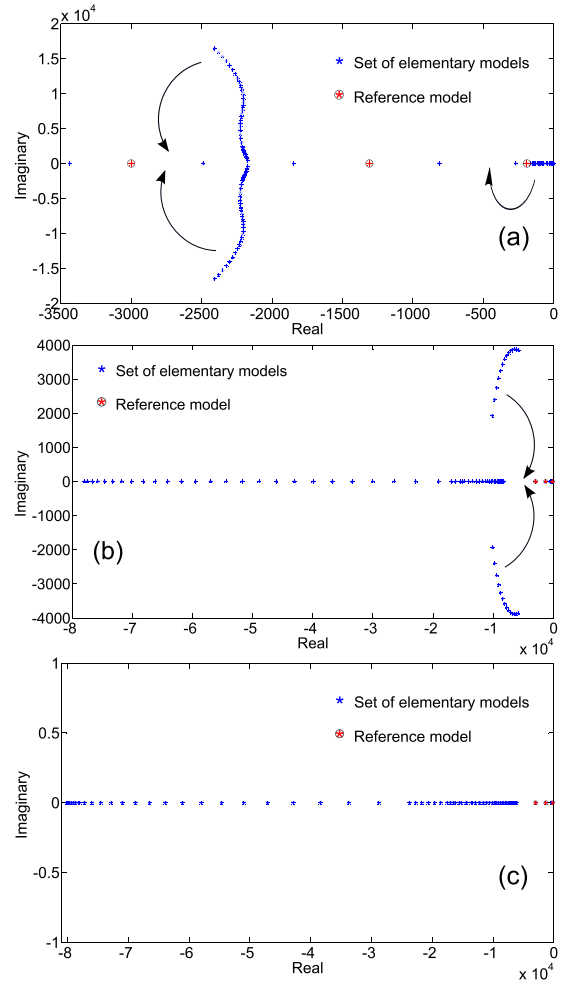 x 10^4
2
1.5
1
0.5
0
-0.5
-1
-1.5
-2
Imaginary
Set of elementary models
Reference model
(a)
-3500 -3000 -2500 -2000 -1500 -1000 -500 0
Real
4000
3000
2000
1000
0
-1000
-2000
-3000
-4000
Imaginary
Set of elementary models
Reference model
(b)
-8 -7 -6 -5 -4 -3 -2 -1 0
Real
x 10^4
1
0.5
0
-0.5
-1
Imaginary
Set of elementary models
Reference model
(c)
-8 -7 -6 -5 -4 -3 -2 -1 0
Real
x 10^4